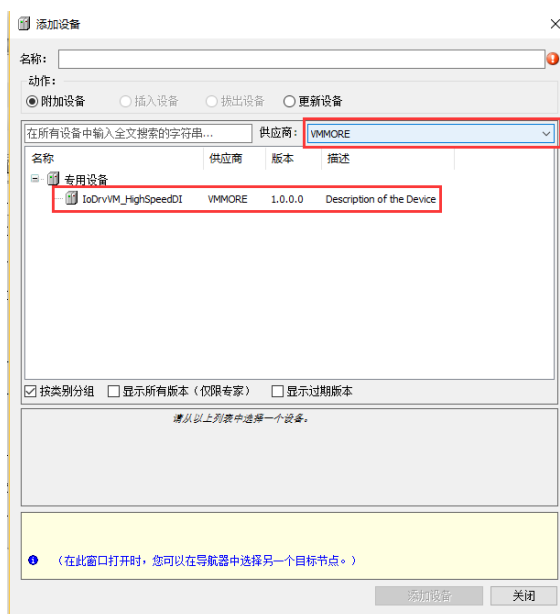 添加设备
名称：
动作：
附加设备 插入设备 拔出设备 更新设备
在所有设备中输入全文搜索的字符串... 供应商： VMMORE
名称 供应商 版本 描述
专用设备
IoDrvVM_HighSpeedDI VMMORE 1.0.0.0 Description of the Device
按类别分组 显示所有版本（仅限专家） 显示过期版本
请从以上列表中选择一个设备。
（在此窗口打开时，您可以在导航器中选择另一个目标节点。）
添加设备 关闭